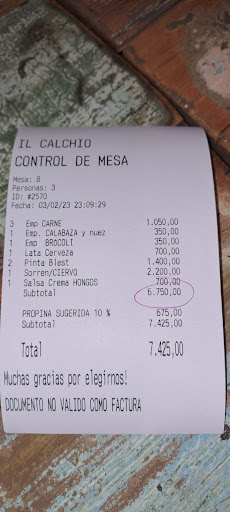 IL CALCHIO
CONTROL DE MESA
Mesa: 8
Personas: 3
ID: #2570
Fecha: 03/02/23 23:09:29
3 Emp CARNE 1.050,00
1 Emp. CALABAZA y nuez 350,00
1 Emp BRóCOLI 350,00
1 Lata Cerveza 700,00
2 Pinta Blest 1.400,00
1 Sorren/CIERVO 2.200,00
1 Salsa Crema HONGOS 700,00
Subtotal 6.750,00
PROPINA SUGERIDA 10 % 675,00
Subtotal 7.425,00
Total 7.425,00
Muchas gracias por elegirnos!
DOCUMENTO NO VALIDO COMO FACTURA